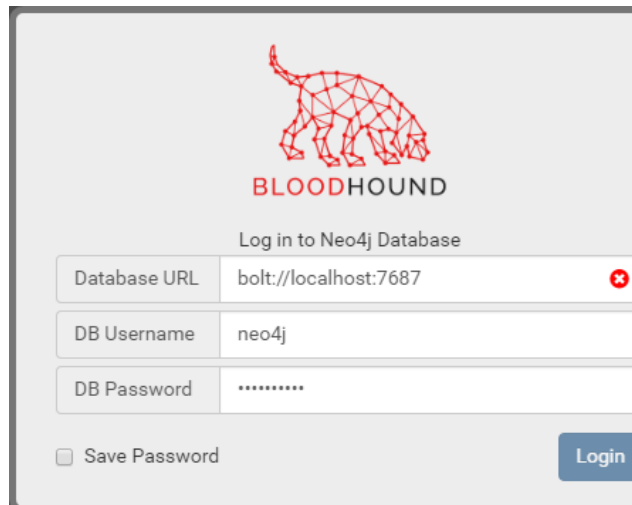 BLOODHOUND
Log in to Neo4j Database
Database URL bolt://localhost:7687
DB Username neo4j
DB Password ••••••••••
Save Password Login